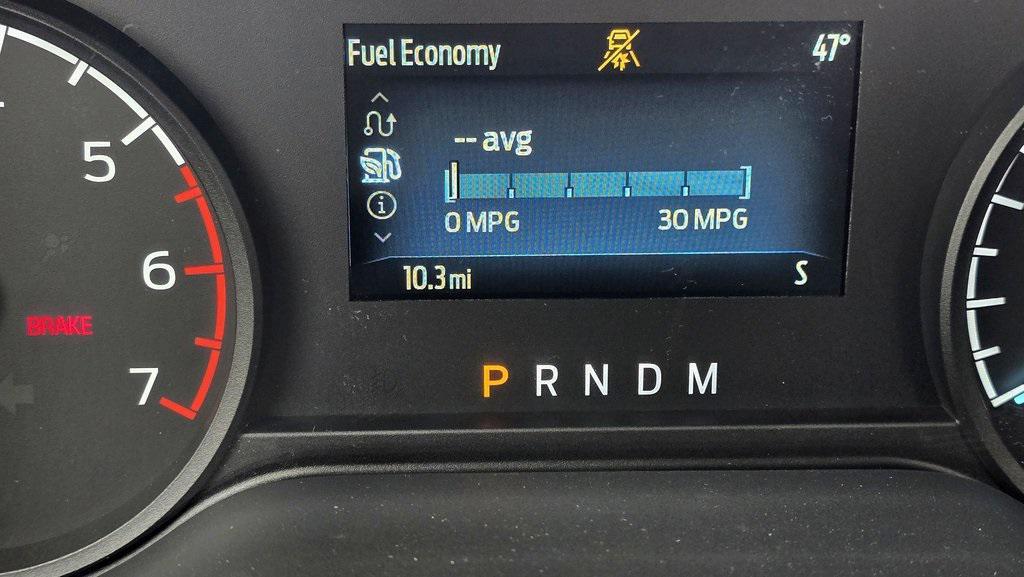 Fuel Economy 47°
-- avg
0 MPG 30 MPG
10.3 mi S
P R N D M
5
6
BRAKE
7